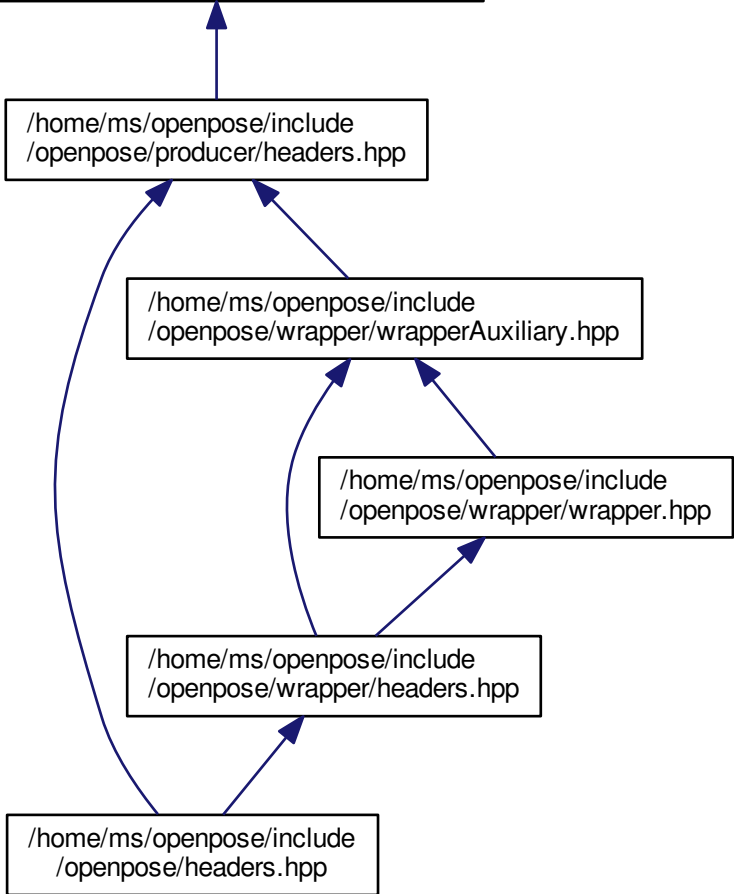 /home/ms/openpose/include
/openpose/producer/headers.hpp
/home/ms/openpose/include
/openpose/wrapper/wrapperAuxiliary.hpp
/home/ms/openpose/include
/openpose/wrapper/wrapper.hpp
/home/ms/openpose/include
/openpose/wrapper/headers.hpp
/home/ms/openpose/include
/openpose/headers.hpp